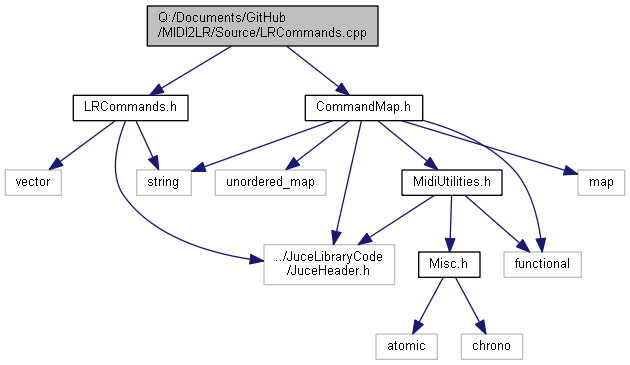 Q:/Documents/GitHub
/MIDI2LR/Source/LRCommands.cpp
LRCommands.h
CommandMap.h
vector
string
unordered_map
MidiUtilities.h
map
../JuceLibraryCode
/JuceHeader.h
Misc.h
functional
atomic
chrono